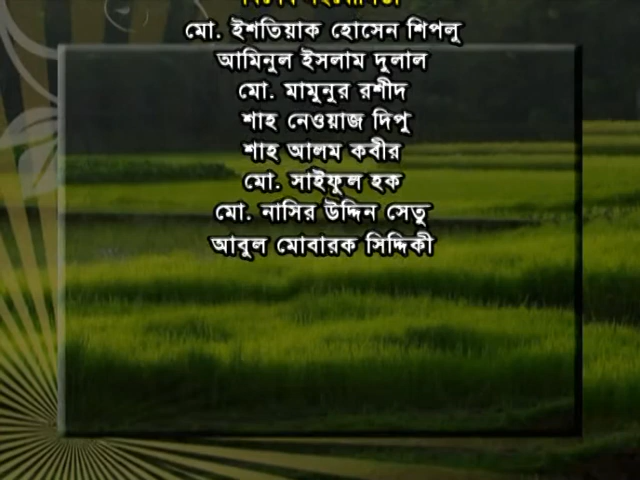 মো. ইশতিয়াক হোসেন শিপলু
আমিনুল ইসলাম দুলাল
মো. মামুনুর রশীদ
শাহ নেওয়াজ দিপু
শাহ আলম কবীর
মো. সাইফুল হক
মো. নাসির উদ্দিন সেতু
আবুল মোবারক সিদ্দিকী